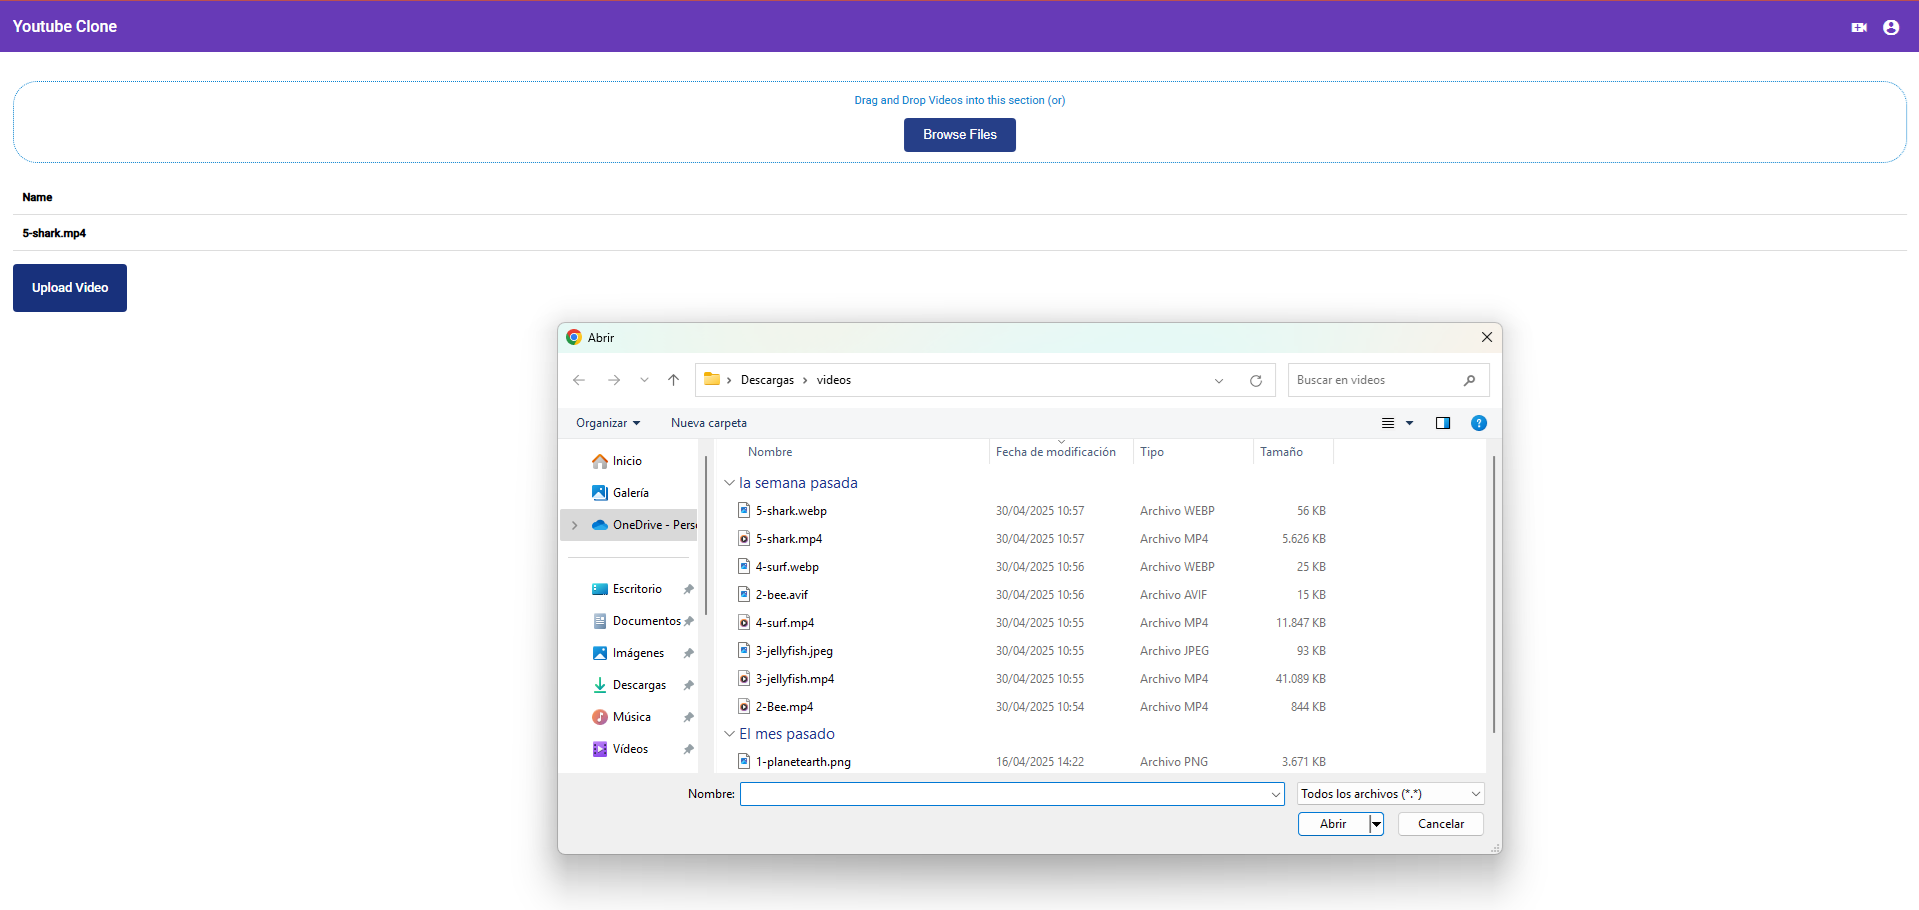 Youtube Clone
Drag and Drop Videos into this section (or)
Browse Files
Name
5-shark.mp4
Upload Video
Abrir
Descargas > videos
Buscar en videos
Organizar
Nueva carpeta
?
Nombre Fecha de modificación Tipo Tamaño
Inicio
Galería
OneDrive - Pers
Escritorio
Documentos
Imágenes
Descargas
Música
Vídeos
la semana pasada
5-shark.webp 30/04/2025 10:57 Archivo WEBP 56 KB
5-shark.mp4 30/04/2025 10:57 Archivo MP4 5.626 KB
4-surf.webp 30/04/2025 10:56 Archivo WEBP 25 KB
2-bee.avif 30/04/2025 10:56 Archivo AVIF 15 KB
4-surf.mp4 30/04/2025 10:55 Archivo MP4 11.847 KB
3-jellyfish.jpeg 30/04/2025 10:55 Archivo JPEG 93 KB
3-jellyfish.mp4 30/04/2025 10:55 Archivo MP4 41.089 KB
2-Bee.mp4 30/04/2025 10:54 Archivo MP4 844 KB
El mes pasado
1-planetearth.png 16/04/2025 14:22 Archivo PNG 3.671 KB
Nombre:
Todos los archivos (*.*)
Abrir
Cancelar